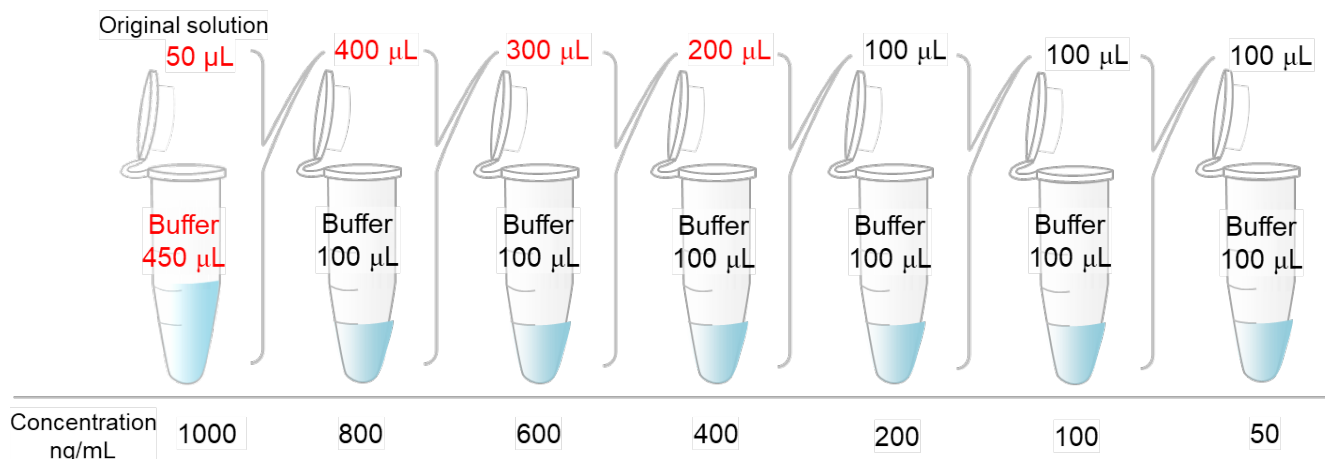 Original solution
50 µL
400 µL
300 µL
200 µL
100 µL
100 µL
100 µL
Buffer
450 µL
Buffer
100 µL
Buffer
100 µL
Buffer
100 µL
Buffer
100 µL
Buffer
100 µL
Buffer
100 µL
Concentration
ng/mL
1000
800
600
400
200
100
50